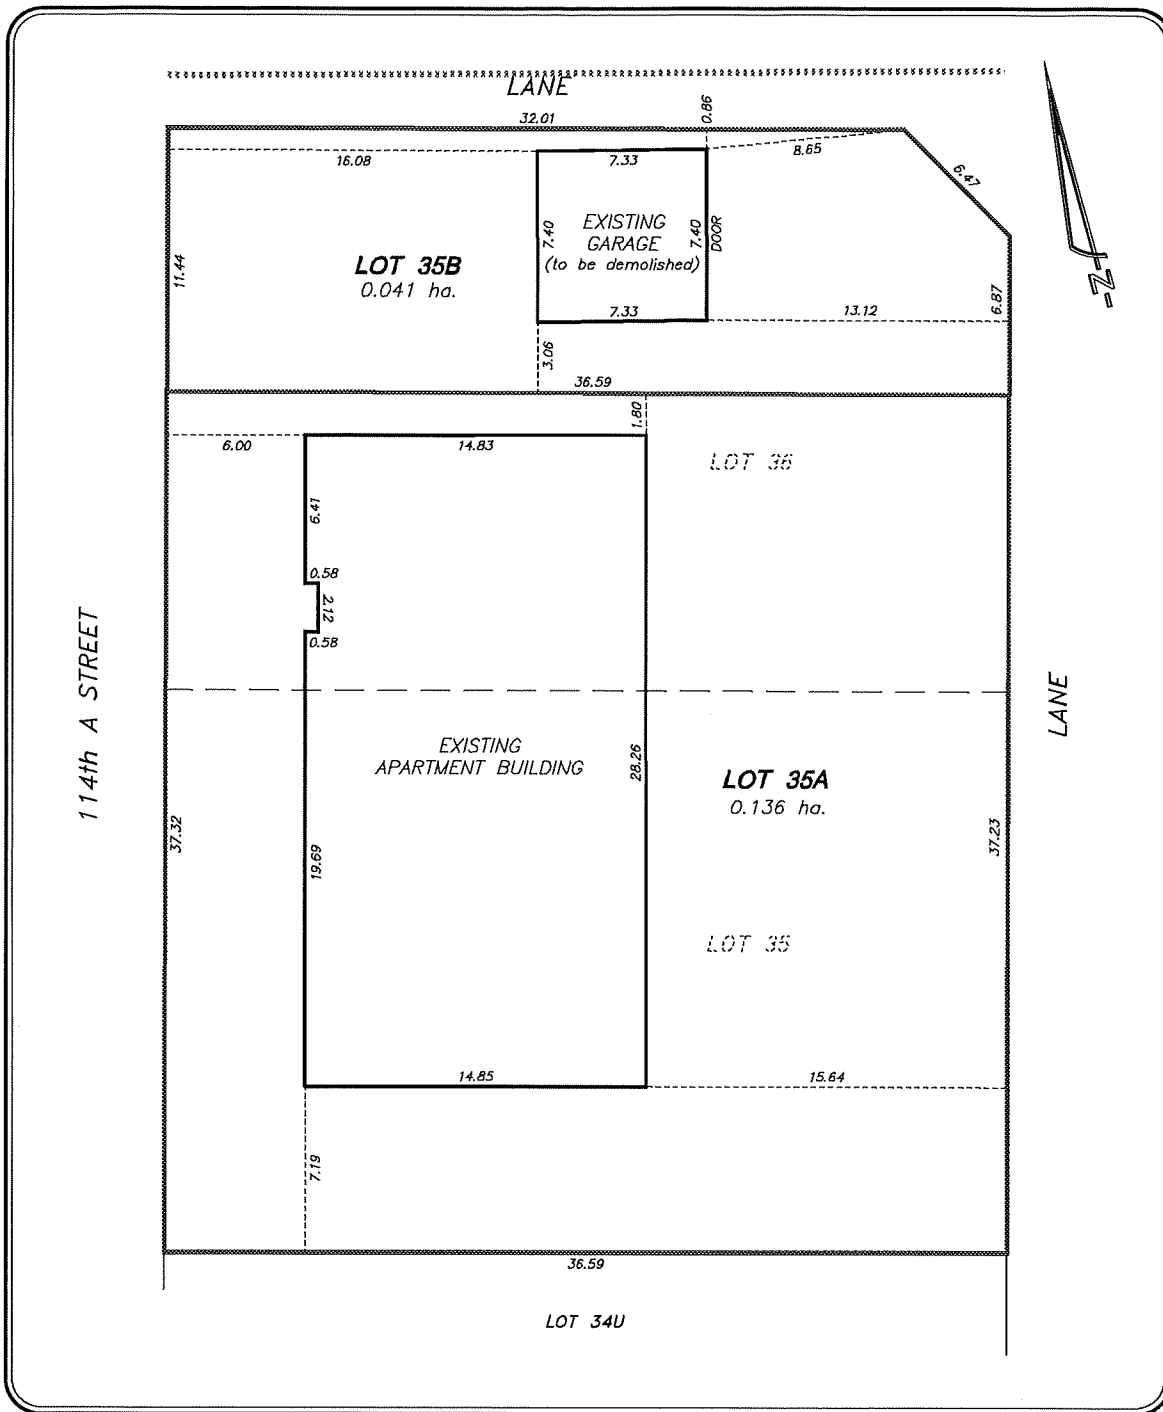 LANE
32.01
0.86
16.08
7.33
8.65
6.47
11.44
7.40
EXISTING
GARAGE
(to be demolished)
7.40
DOOR
LOT 35B
0.041 ha.
7.33
13.12
6.87
3.06
36.59
1.80
6.00
14.83
LOT 36
6.41
0.58
2.12
0.58
114th A STREET
LANE
EXISTING
APARTMENT BUILDING
28.26
LOT 35A
0.136 ha.
37.32
19.69
37.23
LOT 35
14.85
15.64
7.19
36.59
LOT 34U
-N-